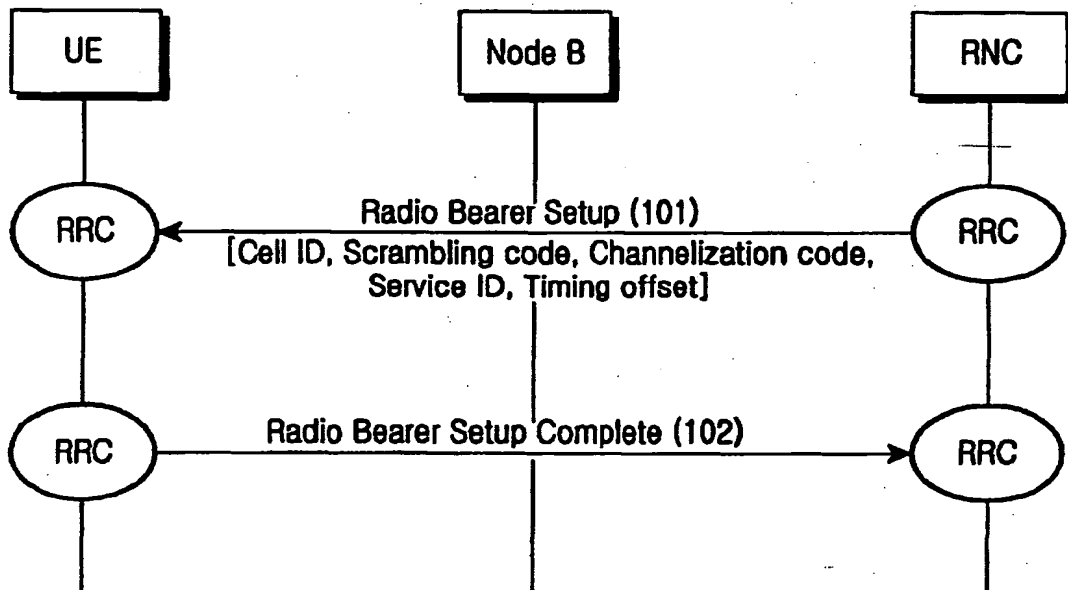 UE
Node B
RNC
RRC
Radio Bearer Setup (101)
RRC
[Cell ID, Scrambling code, Channelization code,
Service ID, Timing offset]
RRC
Radio Bearer Setup Complete (102)
RRC